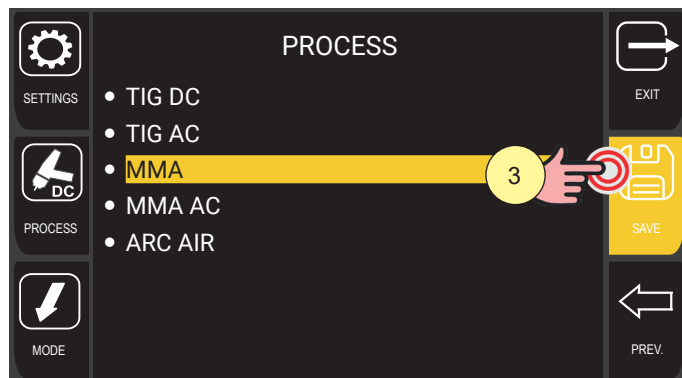 PROCESS
SETTINGS
EXIT
TIG DC
TIG AC
MMA
3
DC
PROCESS
SAVE
MMA AC
ARC AIR
MODE
PREV.